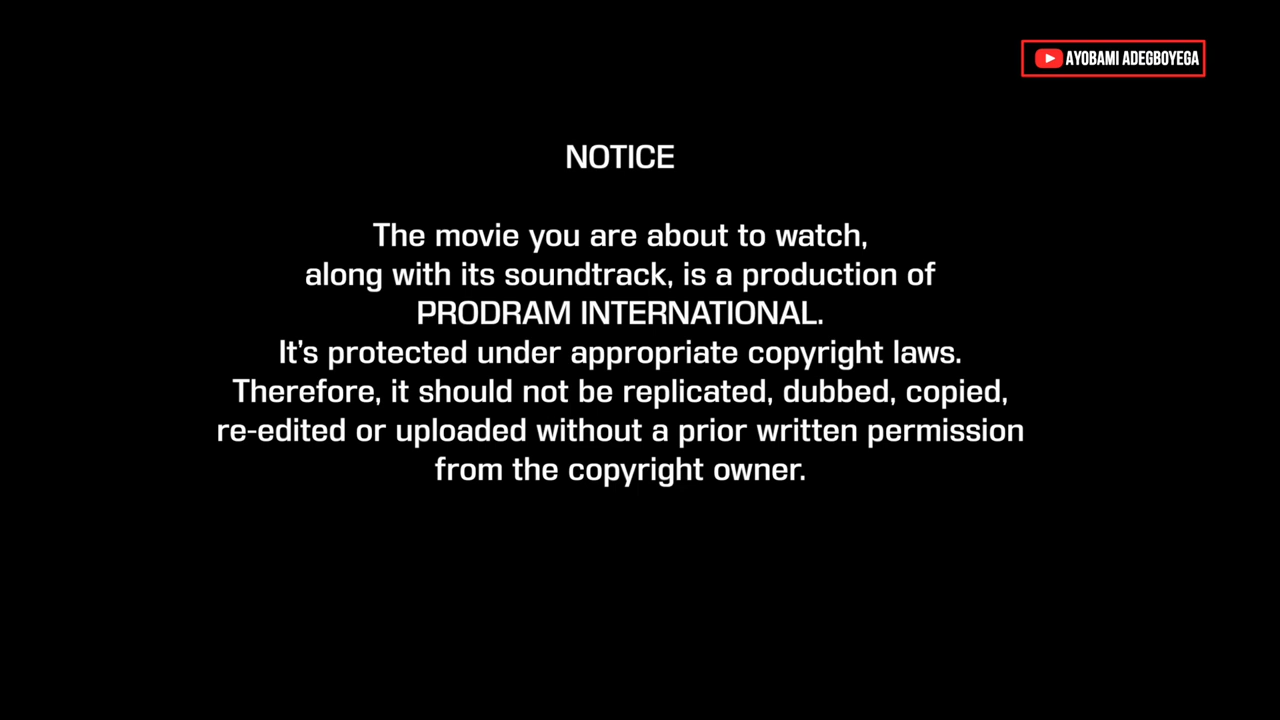 AYOBAMI ADEGBOYEGA
NOTICE
The movie you are about to watch,
along with its soundtrack, is a production of
PRODRAM INTERNATIONAL.
It's protected under appropriate copyright laws.
Therefore, it should not be replicated, dubbed, copied,
re-edited or uploaded without a prior written permission
from the copyright owner.